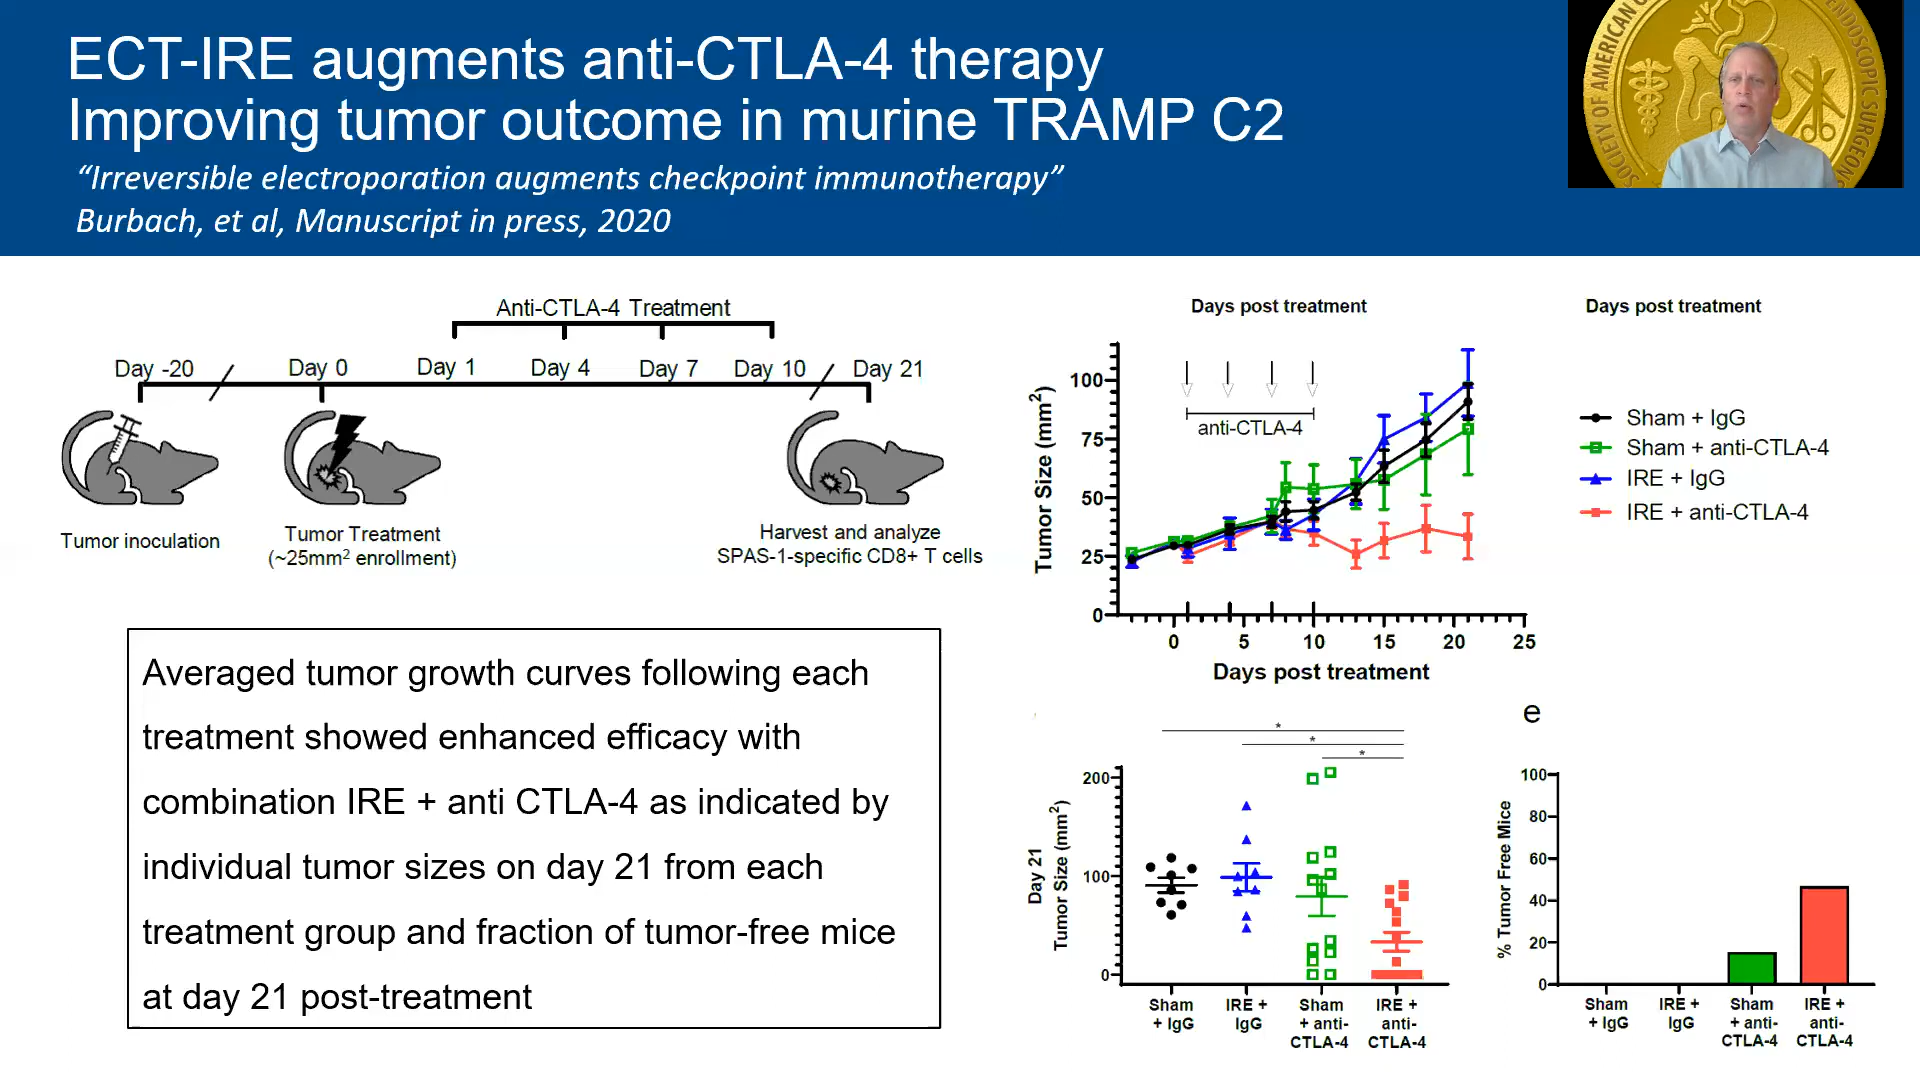 ECT-IRE augments anti-CTLA-4 therapy
Improving tumor outcome in murine TRAMP C2
“Irreversible electroporation augments checkpoint immunotherapy”
Burbach, et al, Manuscript in press, 2020
SOCIETY OF AMERICAN G
ENDOSCOPIC SURGEONS
Anti-CTLA-4 Treatment
Day -20 Day 0 Day 1 Day 4 Day 7 Day 10 Day 21
Tumor inoculation
Tumor Treatment
(~25mm2 enrollment)
Harvest and analyze
SPAS-1-specific CD8+ T cells
Averaged tumor growth curves following each
treatment showed enhanced efficacy with
combination IRE + anti CTLA-4 as indicated by
individual tumor sizes on day 21 from each
treatment group and fraction of tumor-free mice
at day 21 post-treatment
Days post treatment
Days post treatment
Tumor Size (mm2)
100
75
50
25
0
anti-CTLA-4
0 5 10 15 20 25
Days post treatment
Sham + IgG
Sham + anti-CTLA-4
IRE + IgG
IRE + anti-CTLA-4
* 
*
*
Day 21
Tumor Size (mm2)
200
100
0
Sham
+ IgG
IRE +
IgG
Sham
+ anti-
CTLA-4
IRE +
anti-
CTLA-4
e
% Tumor Free Mice
100
80
60
40
20
0
Sham
+ IgG
IRE +
IgG
Sham
+ anti-
CTLA-4
IRE +
anti-
CTLA-4